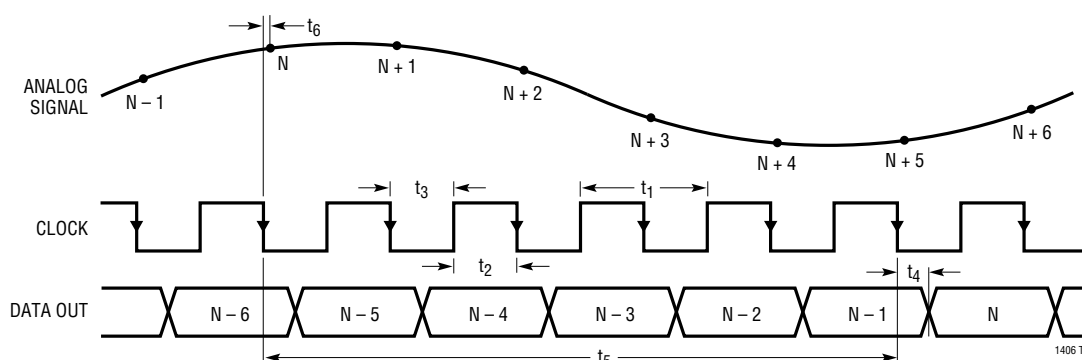 t6
N
N + 1
N + 2
ANALOG
SIGNAL
N – 1
N + 3
N + 4
N + 5
N + 6
t3
t1
CLOCK
t2
t4
DATA OUT
N – 6
N – 5
N – 4
N – 3
N – 2
N – 1
N
t5
1406 T